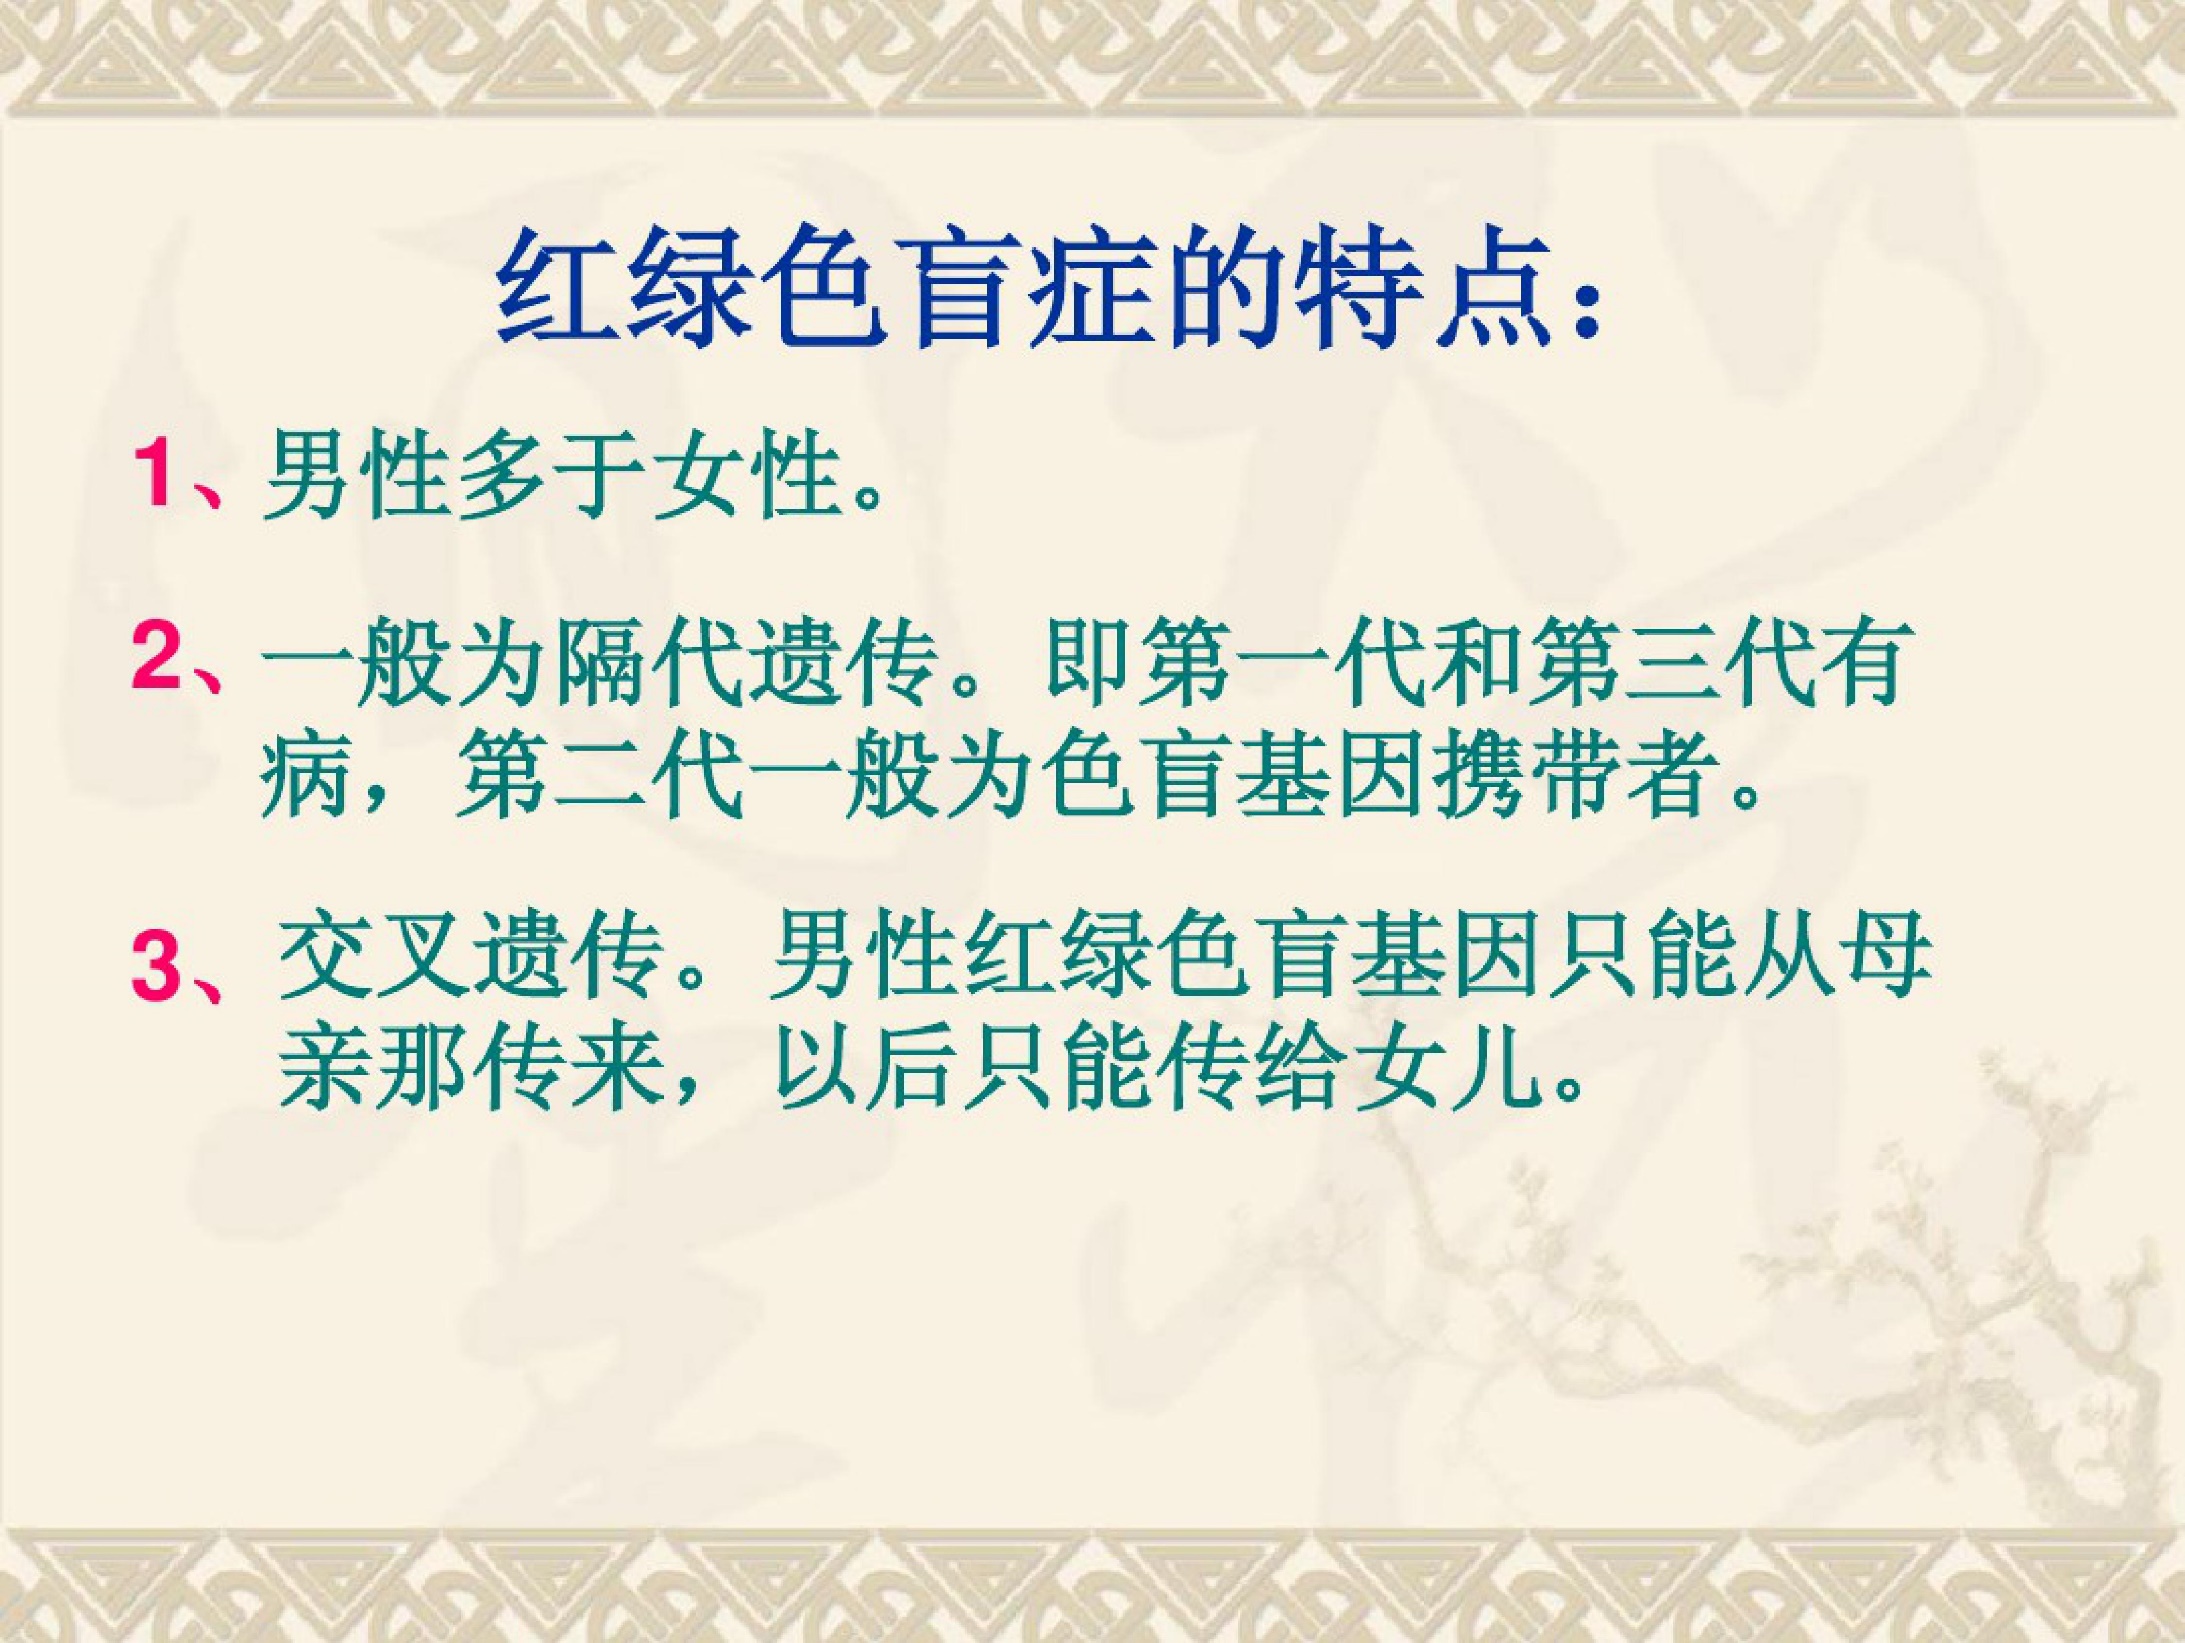 红绿色盲症的特点：
1、男性多于女性。
2、一般为隔代遗传。即第一代和第三代有
病，第二代一般为色盲基因携带者。
3、交叉遗传。男性红绿色盲基因只能从母
亲那传来，以后只能传给女儿。